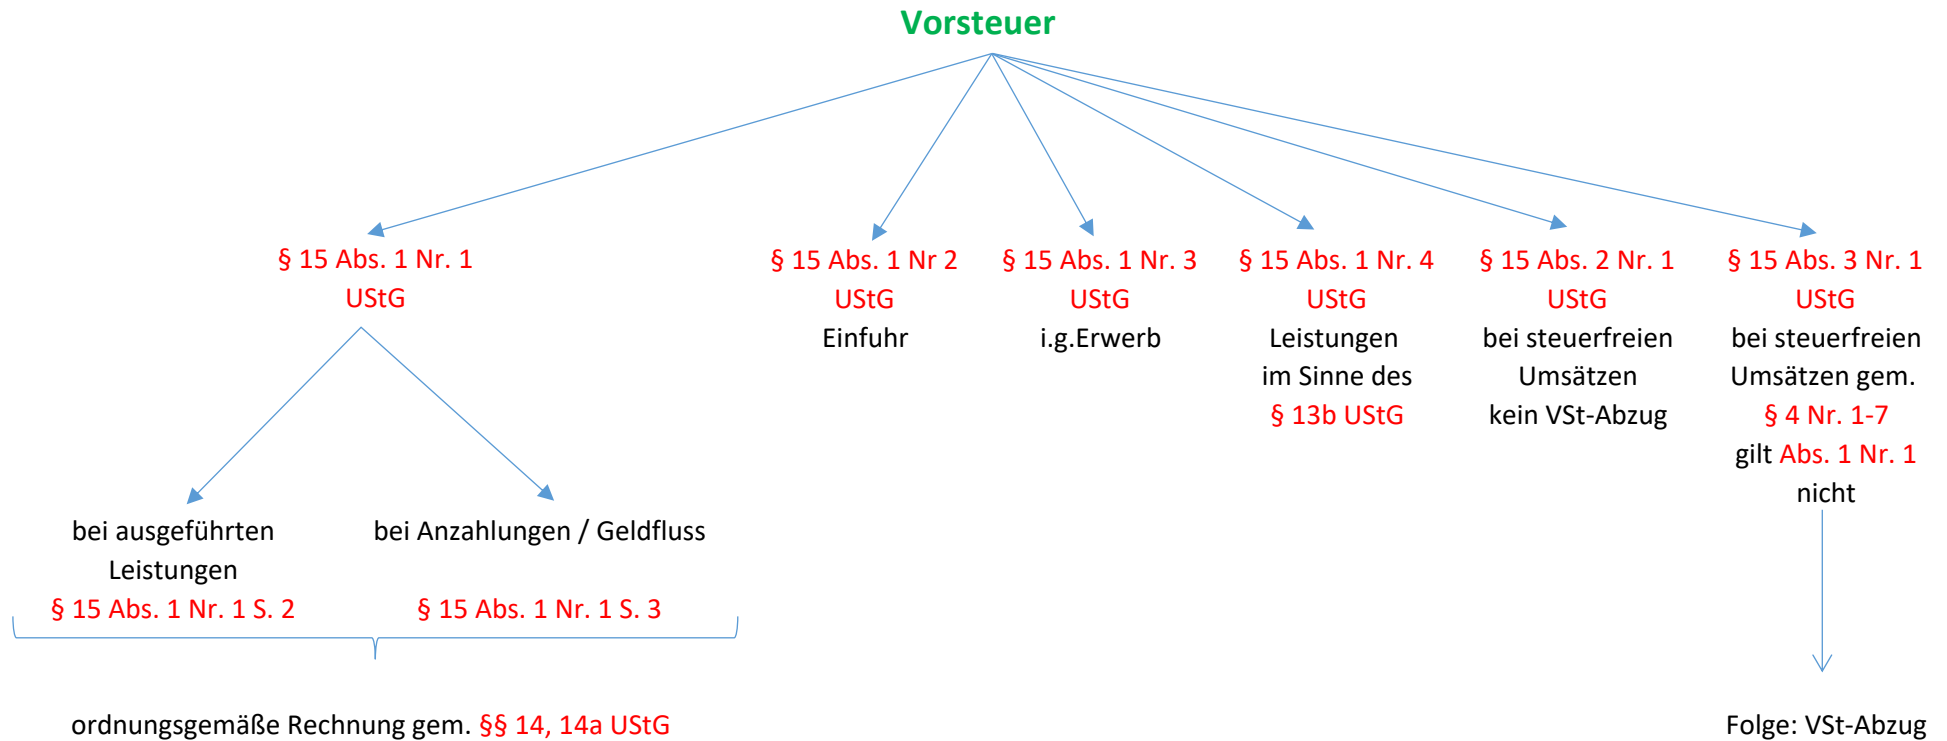 Vorsteuer
§ 15 Abs. 1 Nr. 1
UStG
§ 15 Abs. 1 Nr 2
UStG
Einfuhr
§ 15 Abs. 1 Nr. 3
UStG
i.g.Erwerb
§ 15 Abs. 1 Nr. 4
UStG
Leistungen
im Sinne des
§ 13b UStG
§ 15 Abs. 2 Nr. 1
UStG
bei steuerfreien
Umsätzen
kein VSt-Abzug
§ 15 Abs. 3 Nr. 1
UStG
bei steuerfreien
Umsätzen gem.
§ 4 Nr. 1-7
gilt Abs. 1 Nr. 1
nicht
bei ausgeführten
Leistungen
§ 15 Abs. 1 Nr. 1 S. 2
bei Anzahlungen / Geldfluss
§ 15 Abs. 1 Nr. 1 S. 3
ordnungsgemäße Rechnung gem. §§ 14, 14a UStG
Folge: VSt-Abzug